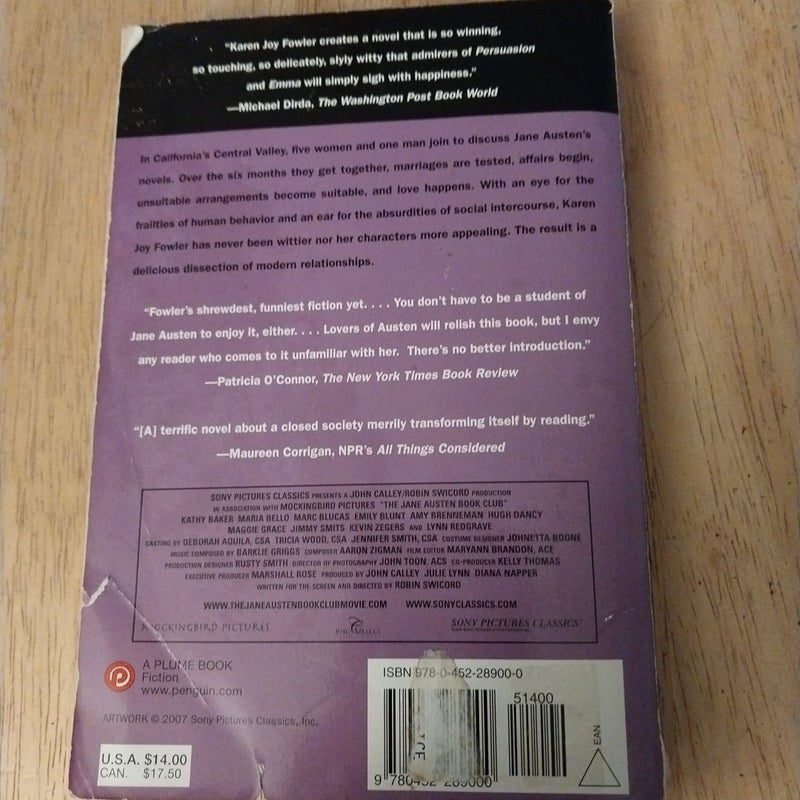 "Karen Joy Fowler creates a novel that is so winning,
so touching, so delicately, slyly witty that admirers of Persuasion
and Emma will simply sigh with happiness."
—Michael Dirda, The Washington Post Book World
In California's Central Valley, five women and one man join to discuss Jane Austen's
novels. Over the six months they get together, marriages are tested, affairs begin,
unsuitable arrangements become suitable, and love happens. With an eye for the
frailties of human behavior and an ear for the absurdities of social intercourse, Karen
Joy Fowler has never been wittier nor her characters more appealing. The result is a
delicious dissection of modern relationships.
"Fowler's shrewdest, funniest fiction yet. . . . You don't have to be a student of
Jane Austen to enjoy it, either. . . . Lovers of Austen will relish this book, but I envy
any reader who comes to it unfamiliar with her. There's no better introduction."
—Patricia O'Connor, The New York Times Book Review
"[A] terrific novel about a closed society merrily transforming itself by reading."
—Maureen Corrigan, NPR's All Things Considered
SONY PICTURES CLASSICS PRESENTS A JOHN CALLEY/ROBIN SWICORD PRODUCTION
IN ASSOCIATION WITH MOCKINGBIRD PICTURES "THE JANE AUSTEN BOOK CLUB"
KATHY BAKER MARIA BELLO MARC BLUCAS EMILY BLUNT AMY BRENNEMAN HUGH DANCY
MAGGIE GRACE JIMMY SMITS KEVIN ZEGERS AND LYNN REDGRAVE
CASTING BY DEBORAH AQUILA, CSA TRICIA WOOD, CSA JENNIFER SMITH, CSA COSTUME DESIGNER JOHNETTA BOONE
MUSIC COMPOSED BY BARKLIE GRIGGS COMPOSER AARON ZIGMAN FILM EDITOR MARYANN BRANDON, ACE
PRODUCTION DESIGNER RUSTY SMITH DIRECTOR OF PHOTOGRAPHY JOHN TOON, ACS CO-PRODUCER KELLY THOMAS
EXECUTIVE PRODUCER MARSHALL ROSE PRODUCED BY JOHN CALLEY JULIE LYNN DIANA NAPPER
WRITTEN FOR THE SCREEN AND DIRECTED BY ROBIN SWICORD
WWW.THEJANEAUSTENBOOKCLUBMOVIE.COM WWW.SONYCLASSICS.COM
MOCKINGBIRD PICTURES SONY PICTURES CLASSICS
A PLUME BOOK
Fiction
www.penguin.com
ARTWORK © 2007 Sony Pictures Classics, Inc.
U.S.A. $14.00
CAN. $17.50
ISBN 978-0-452-28900-0
51400
EAN
9 780452 289000